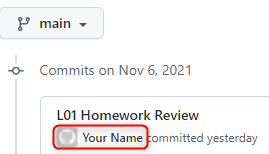 main
Commits on Nov 6, 2021
L01 Homework Review
Your Name committed yesterday